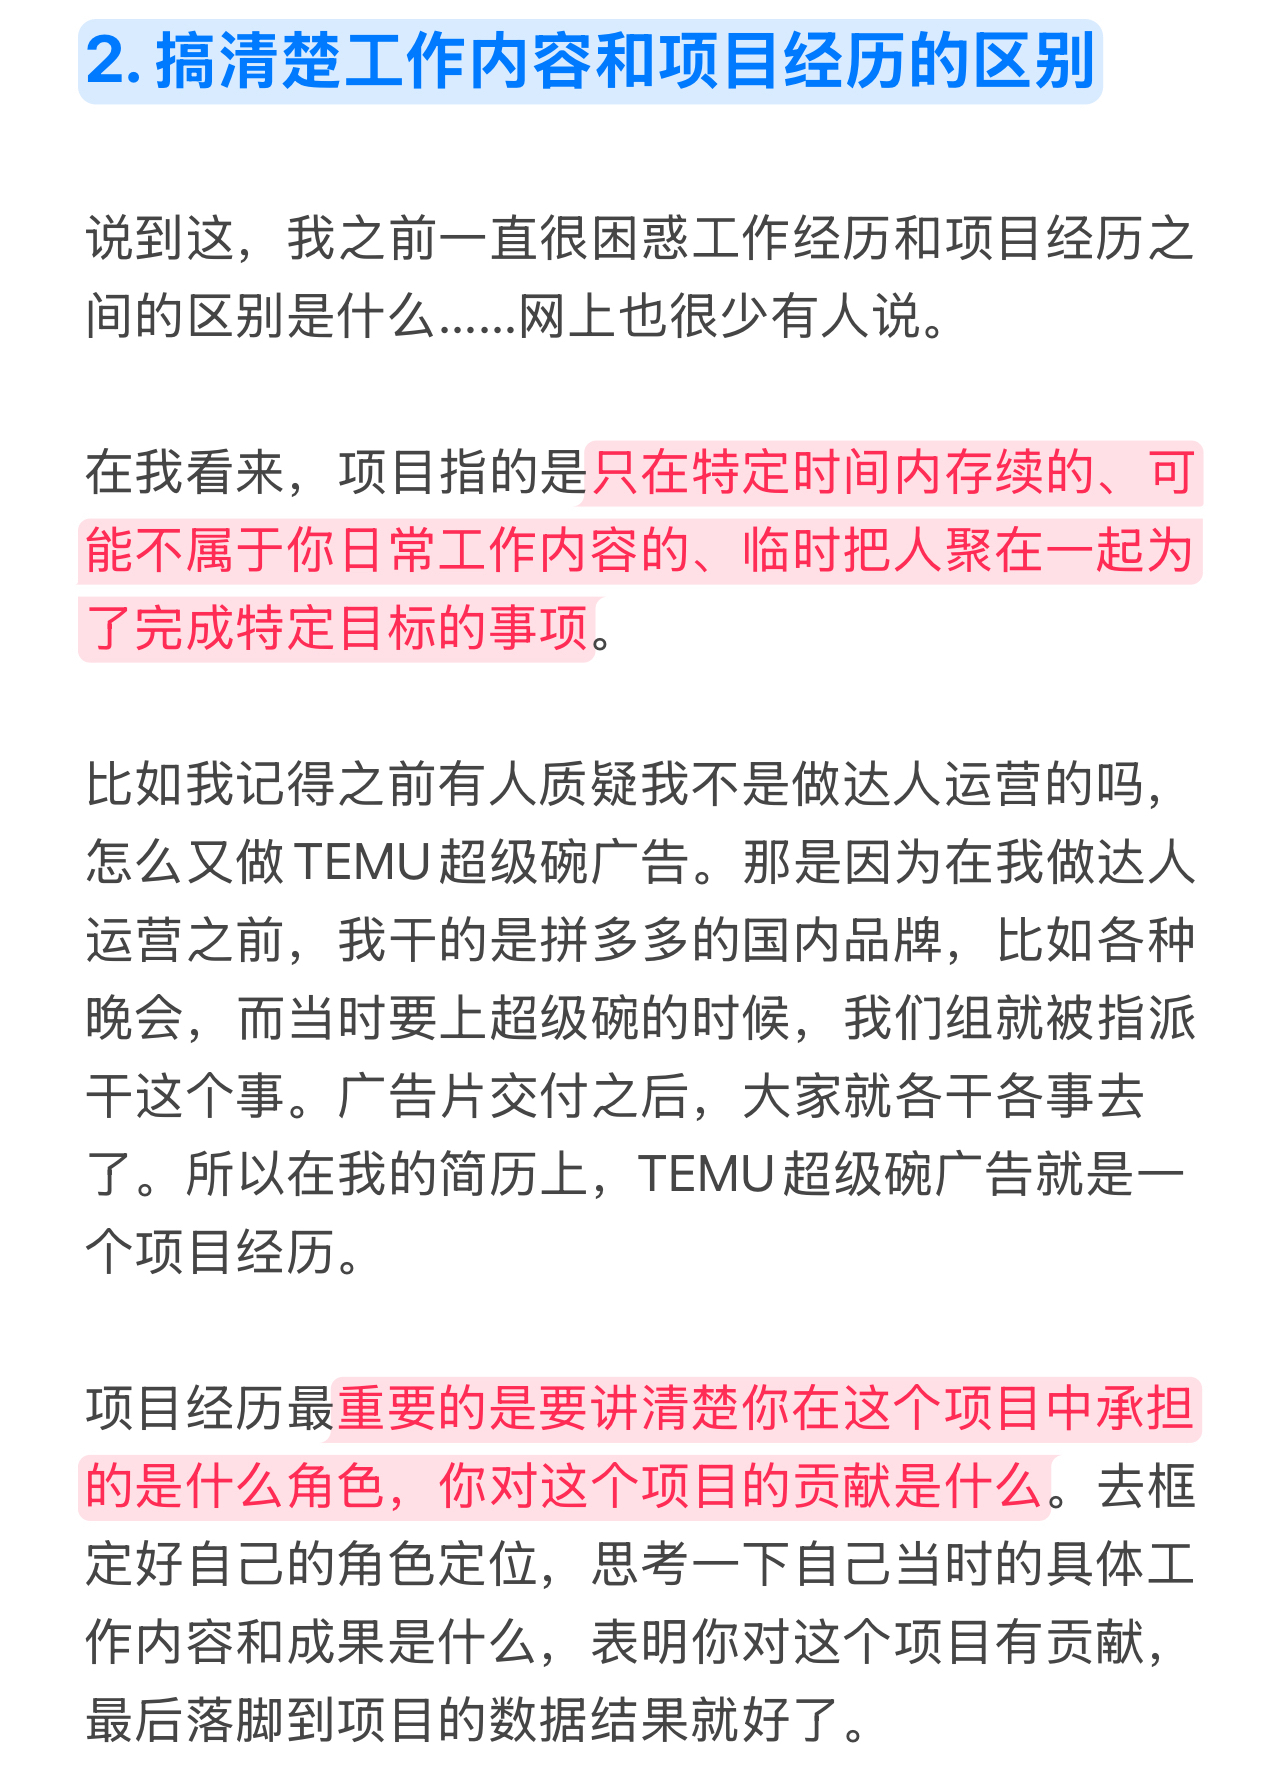 2. 搞清楚工作内容和项目经历的区别
说到这，我之前一直很困惑工作经历和项目经历之
间的区别是什么……网上也很少有人说。
在我看来，项目指的是只在特定时间内存续的、可
能不属于你日常工作内容的、临时把人聚在一起为
了完成特定目标的事项。
比如我记得之前有人质疑我不是做达人运营的吗，
怎么又做 TEMU 超级碗广告。那是因为在我做达人
运营之前，我干的是拼多多的国内品牌，比如各种
晚会，而当时要上超级碗的时候，我们组就被指派
干这个事。广告片交付之后，大家就各干各事去
了。所以在我的简历上，TEMU 超级碗广告就是一
个项目经历。
项目经历最重要的是要讲清楚你在这个项目中承担
的是什么角色，你对这个项目的贡献是什么。去框
定好自己的角色定位，思考一下自己当时的具体工
作内容和成果是什么，表明你对这个项目有贡献，
最后落脚到项目的数据结果就好了。